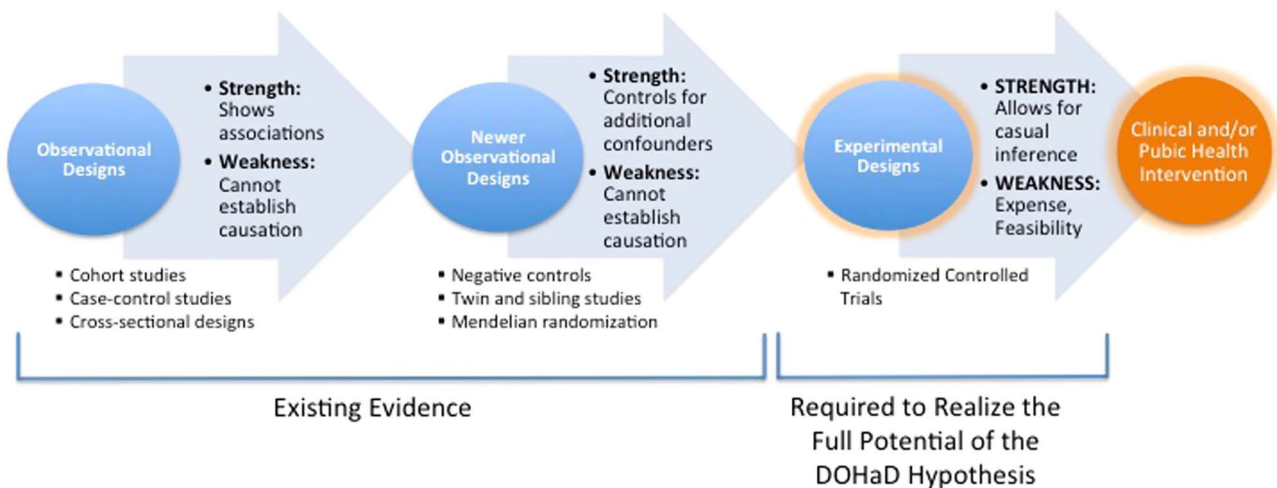 Observational
Designs
• Strength:
Shows
associations
• Weakness:
Cannot
establish
causation
▪ Cohort studies
▪ Case-control studies
▪ Cross-sectional designs
Newer
Observational
Designs
• Strength:
Controls for
additional
confounders
• Weakness:
Cannot
establish
causation
▪ Negative controls
▪ Twin and sibling studies
▪ Mendelian randomization
Experimental
Designs
• STRENGTH:
Allows for
casual
inference
• WEAKNESS:
Expense,
Feasibility
▪ Randomized Controlled
Trials
Clinical and/or
Pubic Health
Intervention
Existing Evidence
Required to Realize the
Full Potential of the
DOHaD Hypothesis